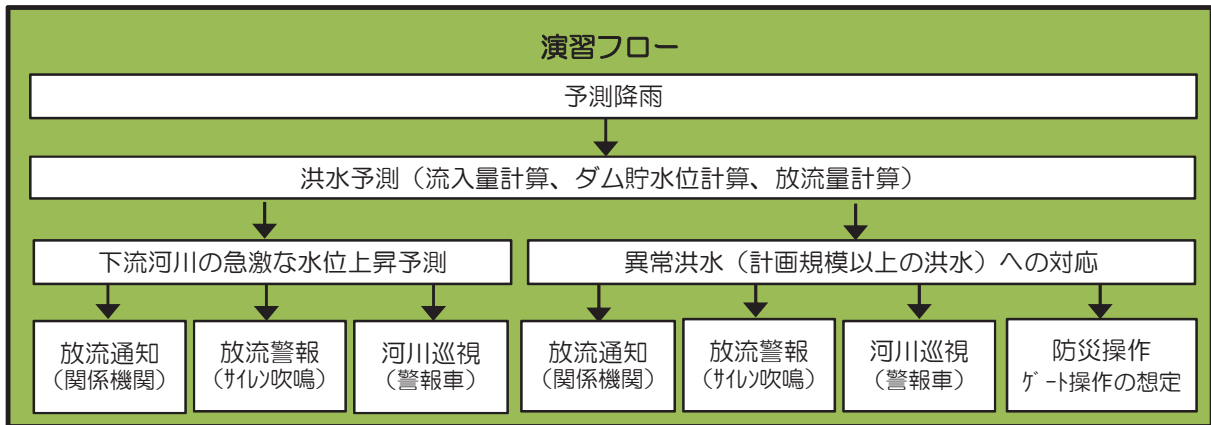 演習フロー
予測降雨
洪水予測（流入量計算、ダム貯水位計算、放流量計算）
下流河川の急激な水位上昇予測
異常洪水（計画規模以上の洪水）への対応
放流通知
（関係機関）
放流警報
（ｻｲﾚﾝ吹鳴）
河川巡視
（警報車）
放流通知
（関係機関）
放流警報
（ｻｲﾚﾝ吹鳴）
河川巡視
（警報車）
防災操作
ｹﾞｰﾄ操作の想定